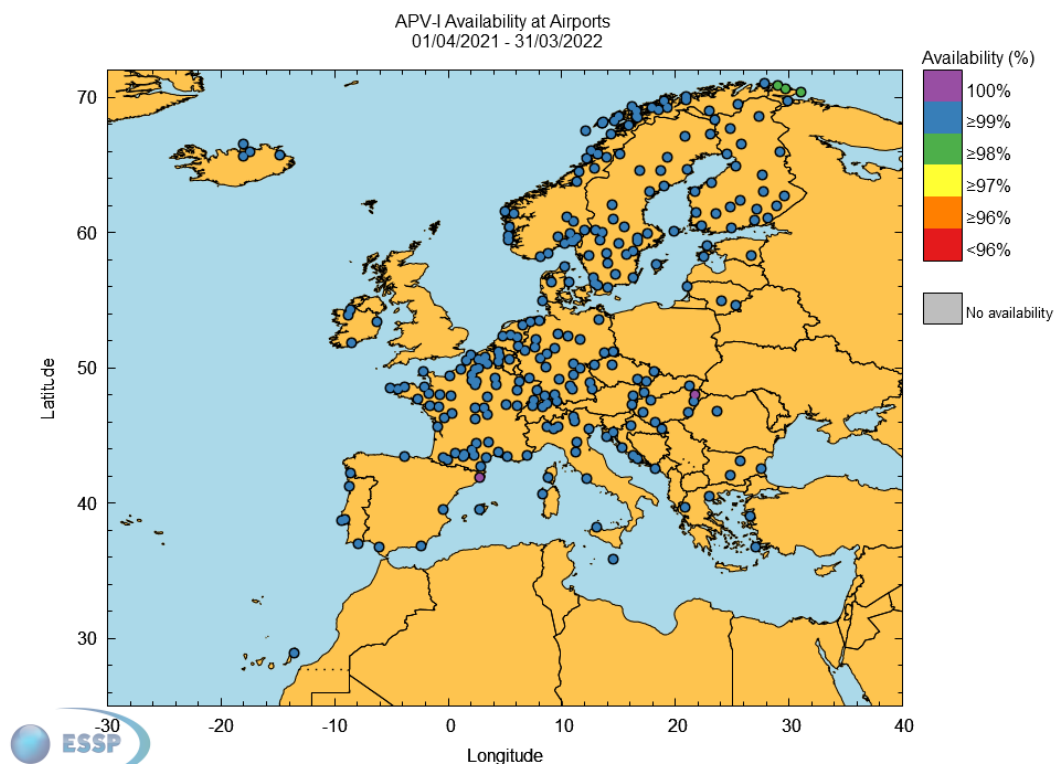 APV-I Availability at Airports
01/04/2021 - 31/03/2022
Availability (%)
100%
≥99%
≥98%
≥97%
≥96%
<96%
No availability
Latitude
70
60
50
40
30
-30
-20
-10
0
10
20
30
40
Longitude
ESSP